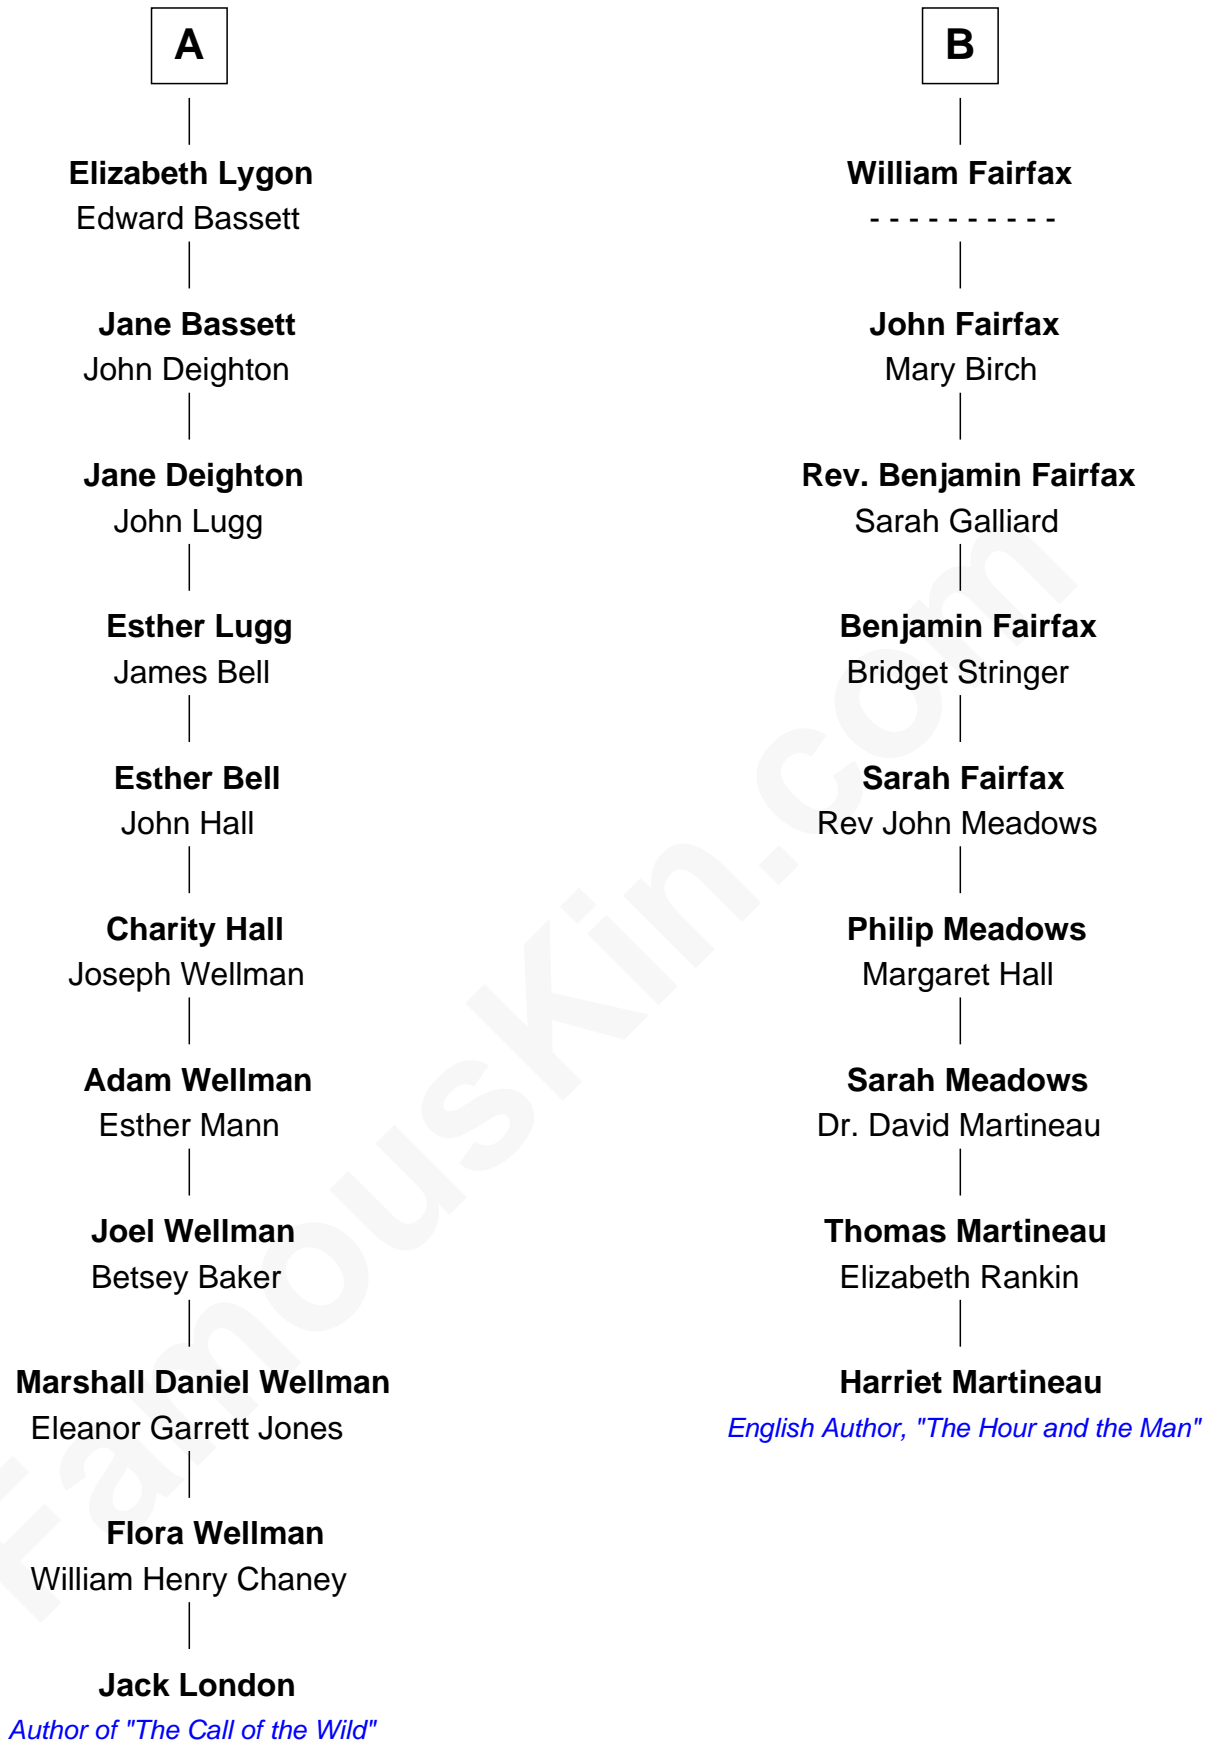 A
Elizabeth Lygon
Edward Bassett
Jane Bassett
John Deighton
Jane Deighton
John Lugg
Esther Lugg
James Bell
Esther Bell
John Hall
Charity Hall
Joseph Wellman
Adam Wellman
Esther Mann
Joel Wellman
Betsey Baker
Marshall Daniel Wellman
Eleanor Garrett Jones
Flora Wellman
William Henry Chaney
Jack London
Author of "The Call of the Wild"
B
William Fairfax
- - - - - - - - - -
John Fairfax
Mary Birch
Rev. Benjamin Fairfax
Sarah Galliard
Benjamin Fairfax
Bridget Stringer
Sarah Fairfax
Rev John Meadows
Philip Meadows
Margaret Hall
Sarah Meadows
Dr. David Martineau
Thomas Martineau
Elizabeth Rankin
Harriet Martineau
English Author, "The Hour and the Man"
FamousKin.com